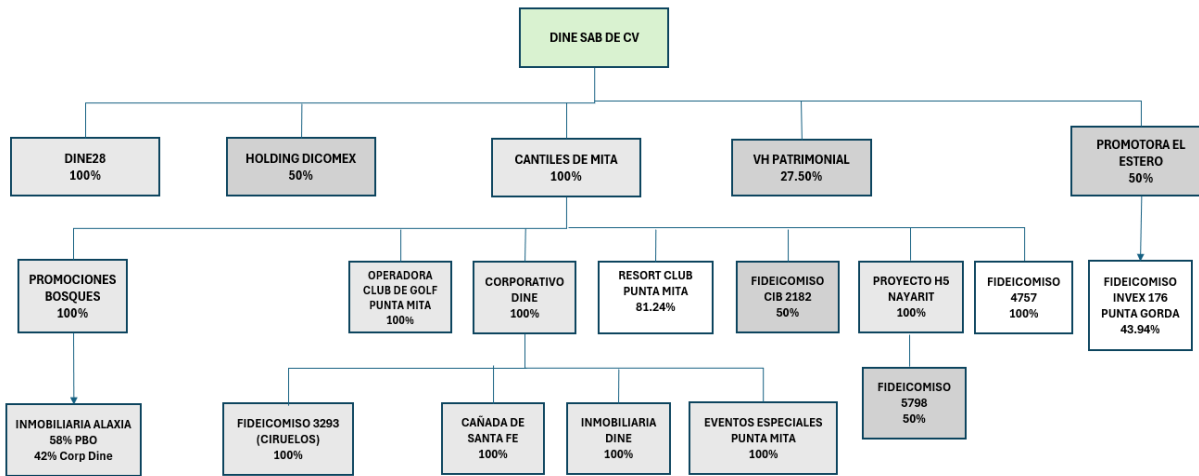 DINE SAB DE CV
DINE28
100%
HOLDING DICOMEX
50%
CANTILES DE MITA
100%
VH PATRIMONIAL
27.50%
PROMOTORA EL
ESTERO
50%
PROMOCIONES
BOSQUES
100%
OPERADORA
CLUB DE GOLF
PUNTA MITA
100%
CORPORATIVO
DINE
100%
RESORT CLUB
PUNTA MITA
81.24%
FIDEICOMISO
CIB 2182
50%
PROYECTO H5
NAYARIT
100%
FIDEICOMISO
4757
100%
FIDEICOMISO
INVEX 176
PUNTA GORDA
43.94%
INMOBILIARIA ALAXIA
58% PBO
42% Corp Dine
FIDEICOMISO 3293
(CIRUELOS)
100%
CAÑADA DE
SANTA FE
100%
INMOBILIARIA
DINE
100%
EVENTOS ESPECIALES
PUNTA MITA
100%
FIDEICOMISO
5798
50%